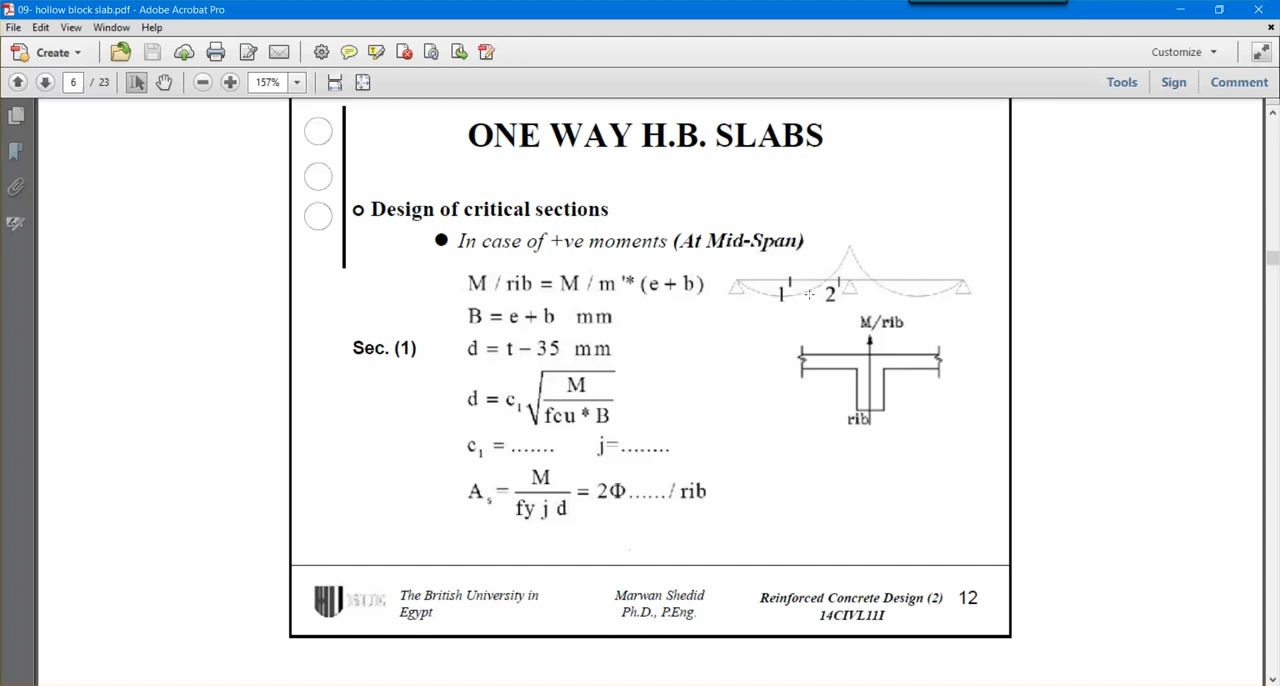 09- hollow block slab.pdf - Adobe Acrobat Pro
File Edit View Window Help
Create
Customize
6 / 23
157%
Tools Sign Comment
ONE WAY H.B. SLABS
Design of critical sections
In case of +ve moments (At Mid-Span)
M / rib = M / m '* (e + b)
1 2
B = e + b mm
M/rib
Sec. (1)
d = t − 35 mm
d = c₁ √(M / (fcu * B))
rib
c₁ = ....... j=........
Aₛ = M / (fy j d) = 2Φ....../ rib
BUE
The British University in
Egypt
Marwan Shedid
Ph.D., P.Eng.
Reinforced Concrete Design (2)
14CIVL11I
12